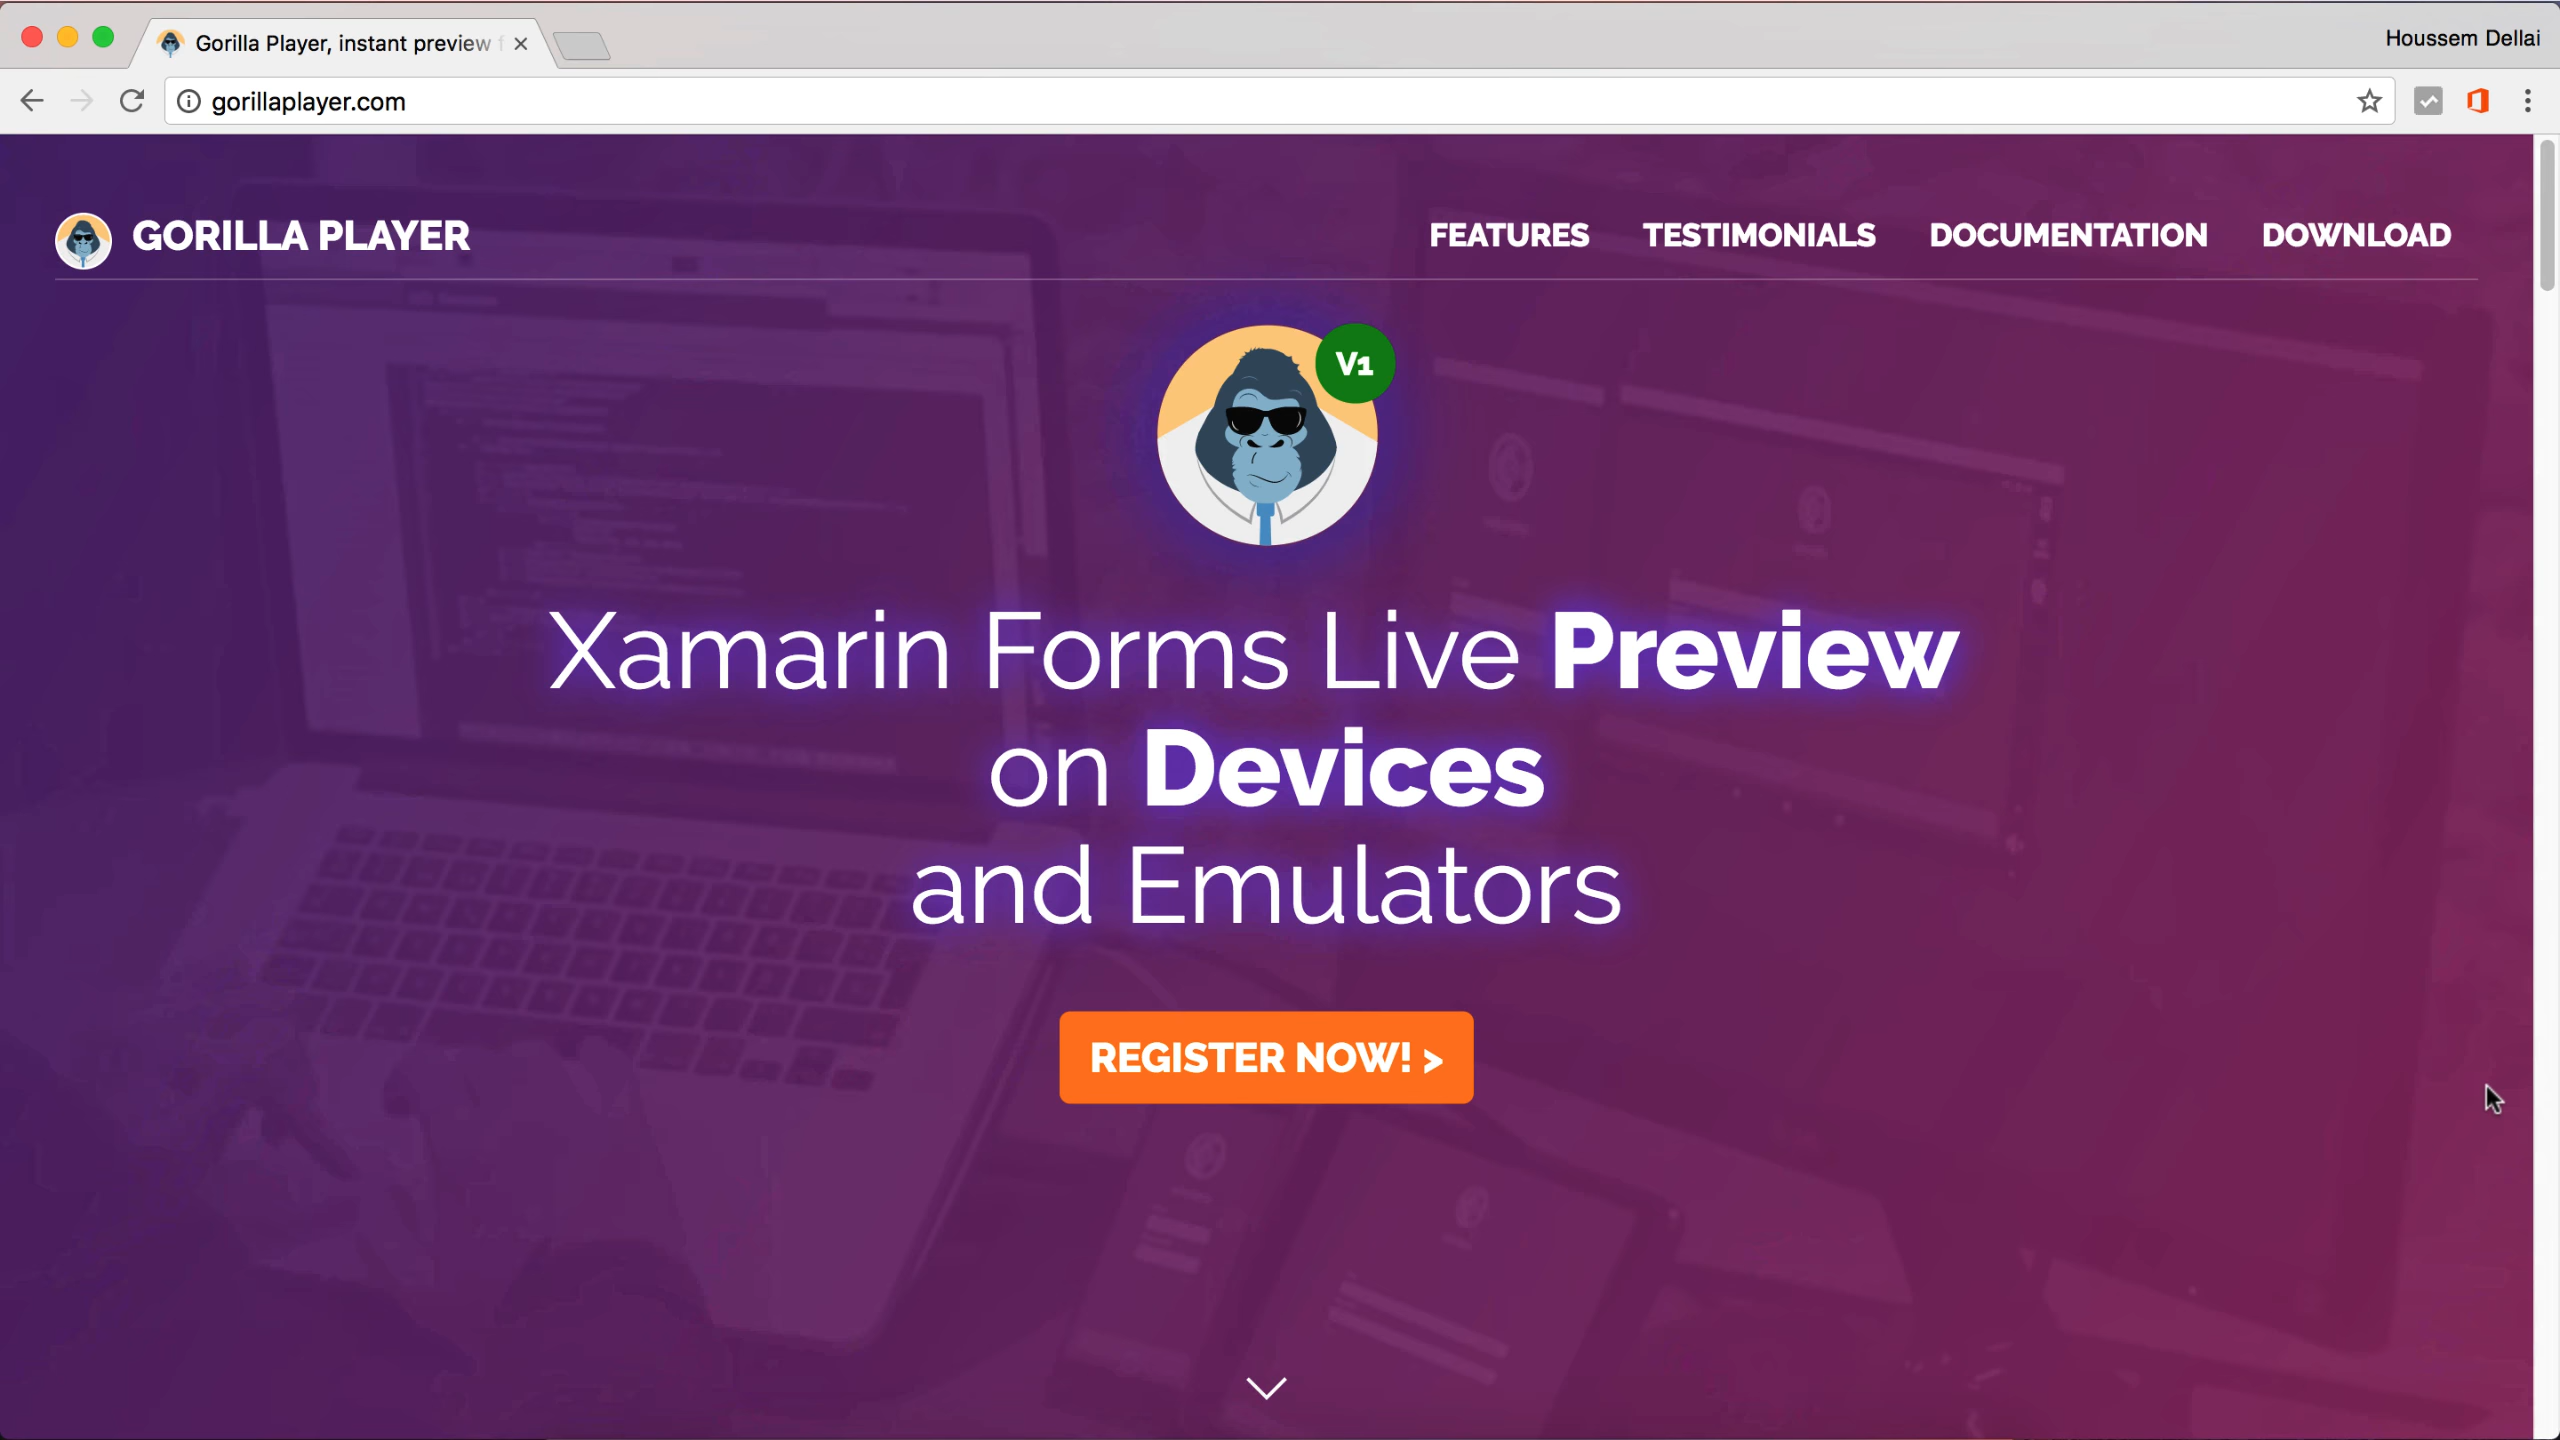 Gorilla Player, instant preview f
Houssem Dellai
gorillaplayer.com
GORILLA PLAYER
FEATURES
TESTIMONIALS
DOCUMENTATION
DOWNLOAD
V1
Xamarin Forms Live Preview
on Devices
and Emulators
REGISTER NOW! >